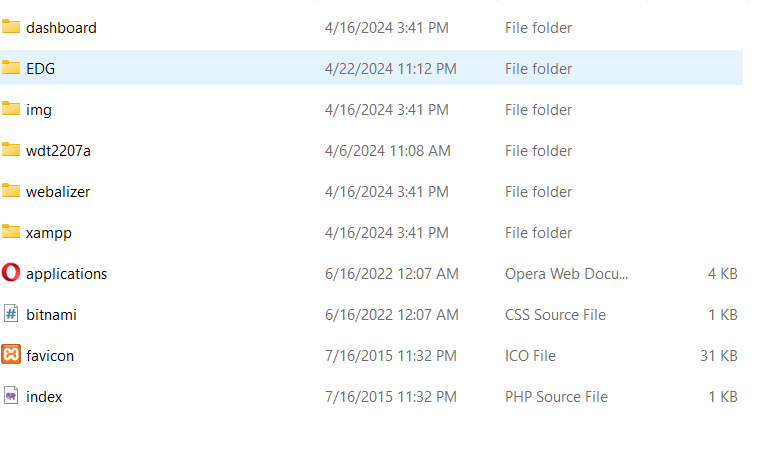 dashboard 4/16/2024 3:41 PM File folder
EDG 4/22/2024 11:12 PM File folder
img 4/16/2024 3:41 PM File folder
wdt2207a 4/6/2024 11:08 AM File folder
webalizer 4/16/2024 3:41 PM File folder
xampp 4/16/2024 3:41 PM File folder
applications 6/16/2022 12:07 AM Opera Web Docu... 4 KB
bitnami 6/16/2022 12:07 AM CSS Source File 1 KB
favicon 7/16/2015 11:32 PM ICO File 31 KB
index 7/16/2015 11:32 PM PHP Source File 1 KB